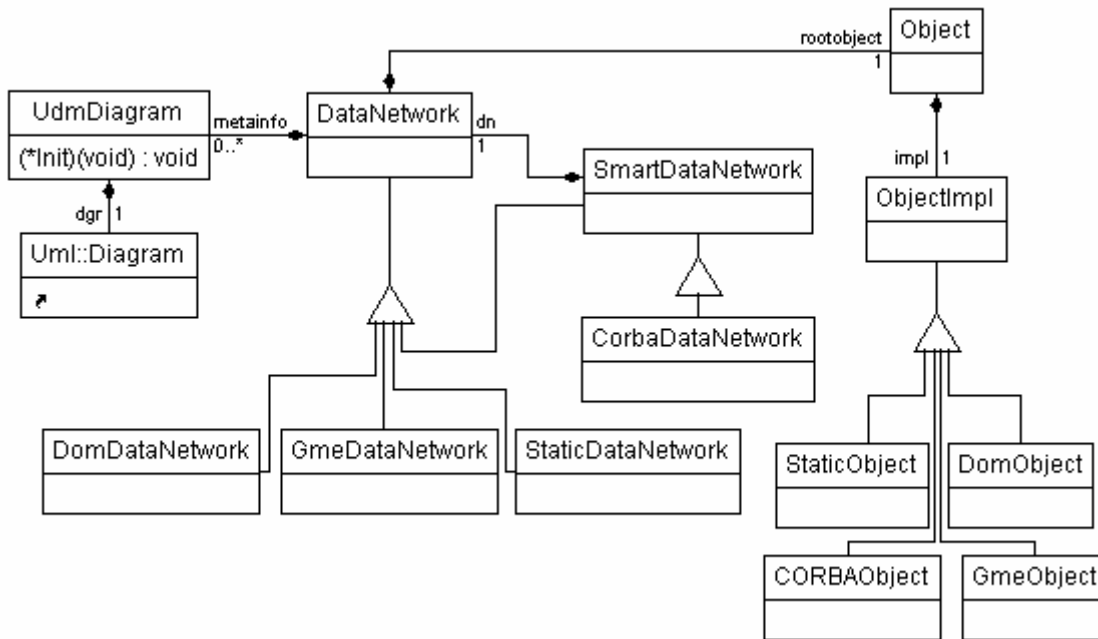 Object
rootobject
1
UdmDiagram
(*Init)(void) : void
metainfo
0..*
DataNetwork
dn
1
SmartDataNetwork
impl
1
ObjectImpl
dgr
1
Uml::Diagram
CorbaDataNetwork
DomDataNetwork
GmeDataNetwork
StaticDataNetwork
StaticObject
DomObject
CORBAObject
GmeObject